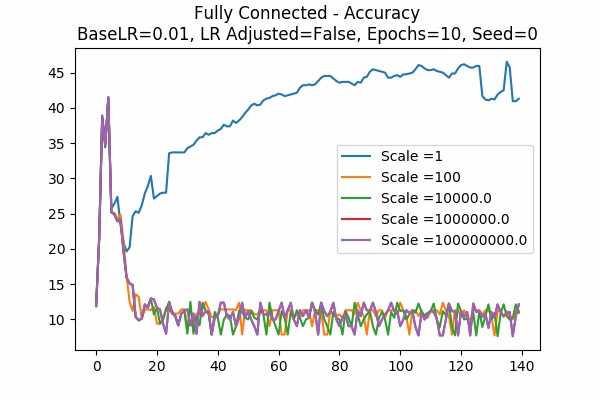 Fully Connected - Accuracy
BaseLR=0.01, LR Adjusted=False, Epochs=10, Seed=0
45
40
35
30
25
20
15
10
Scale =1
Scale =100
Scale =10000.0
Scale =1000000.0
Scale =100000000.0
0 20 40 60 80 100 120 140